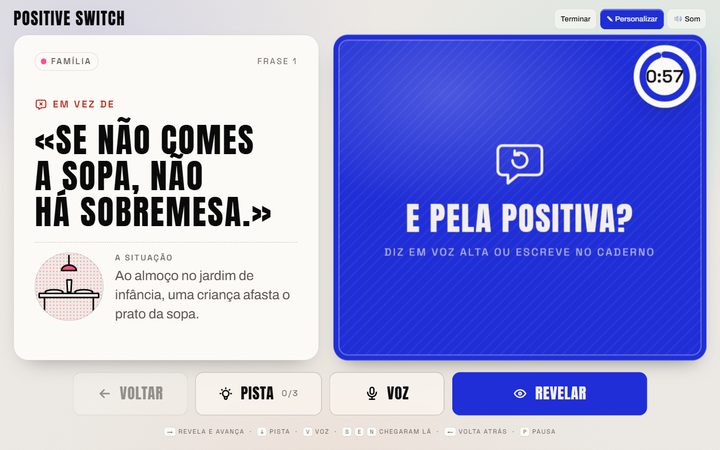 POSITIVE SWITCH
Terminar
Personalizar
Som
FAMÍLIA
FRASE 1
EM VEZ DE
«SE NÃO COMES
A SOPA, NÃO
HÁ SOBREMESA.»
A SITUAÇÃO
Ao almoço no jardim de
infância, uma criança afasta o
prato da sopa.
0:57
E PELA POSITIVA?
DIZ EM VOZ ALTA OU ESCREVE NO CADERNO
← VOLTAR
PISTA 0/3
VOZ
REVELAR
→ REVELA E AVANÇA · ↓ PISTA · V VOZ · S E N CHEGARAM LÁ · ← VOLTA ATRÁS · P PAUSA